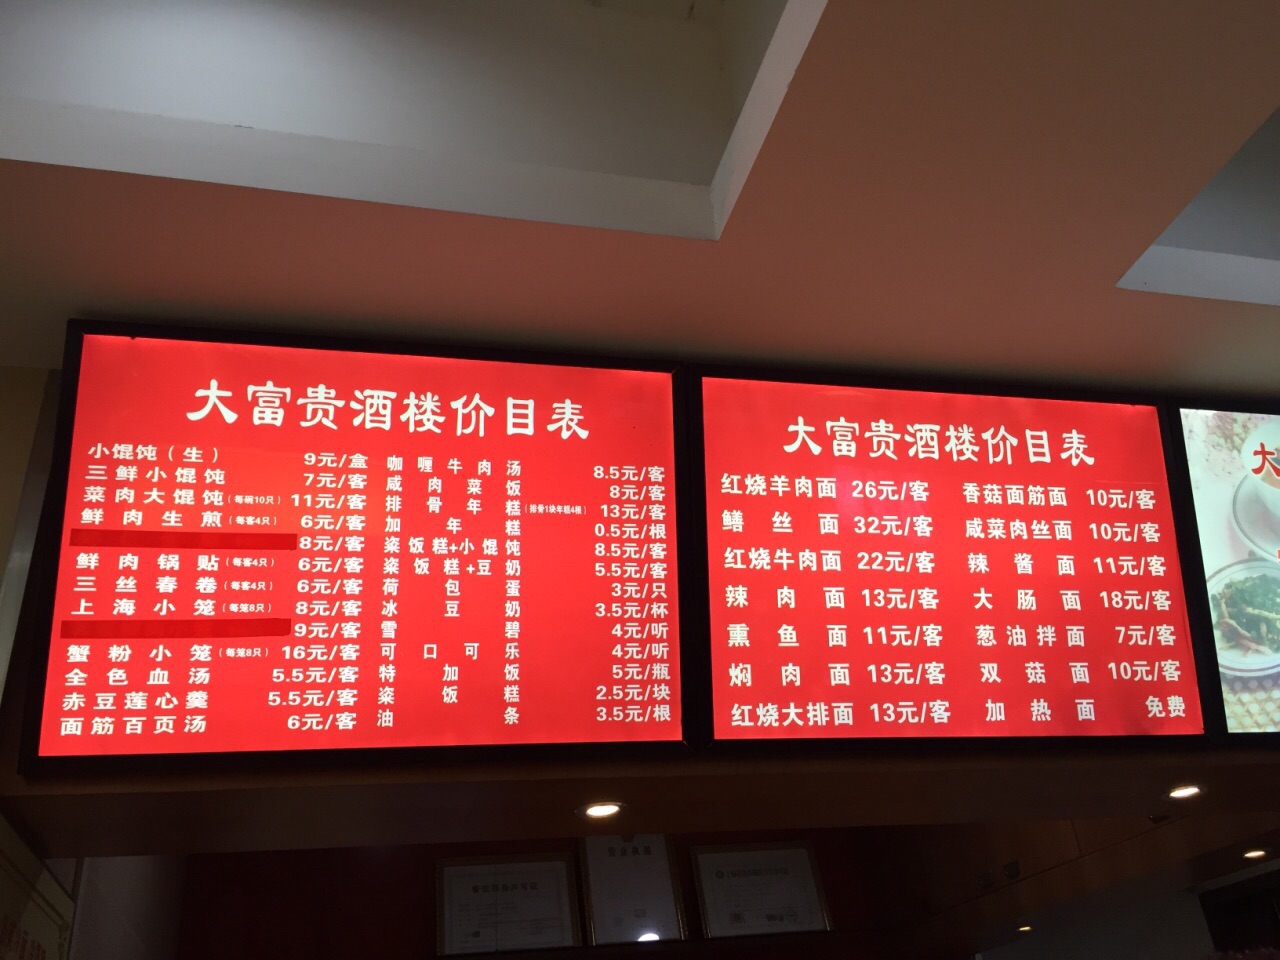 大富贵酒楼价目表
小馄饨(生) 9元/盒
三鲜小馄饨 7元/客
菜肉大馄饨(每碗10只) 11元/客
鲜肉生煎(每客4只) 6元/客
8元/客
鲜肉锅贴(每客4只) 6元/客
三丝春卷(每客4只) 6元/客
上海小笼(每笼8只) 8元/客
9元/客
蟹粉小笼(每笼8只) 16元/客
全色血汤 5.5元/客
赤豆莲心羹 5.5元/客
面筋百页汤 6元/客
咖喱牛肉汤 8.5元/客
咸肉菜饭 8元/客
排骨年糕(排骨1块年糕4根) 13元/客
加年糕 0.5元/根
粢饭糕+小馄饨 8.5元/客
粢饭糕+豆奶 5.5元/客
荷包蛋 3元/只
冰豆奶 3.5元/杯
雪碧 4元/听
可口可乐 4元/听
特加饭 5元/瓶
粢饭糕 2.5元/块
油条 3.5元/根
大富贵酒楼价目表
红烧羊肉面 26元/客
鳝丝面 32元/客
红烧牛肉面 22元/客
辣肉面 13元/客
熏鱼面 11元/客
焖肉面 13元/客
红烧大排面 13元/客
香菇面筋面 10元/客
咸菜肉丝面 10元/客
辣酱面 11元/客
大肠面 18元/客
葱油拌面 7元/客
双菇面 10元/客
加热面 免费
大
营业执照